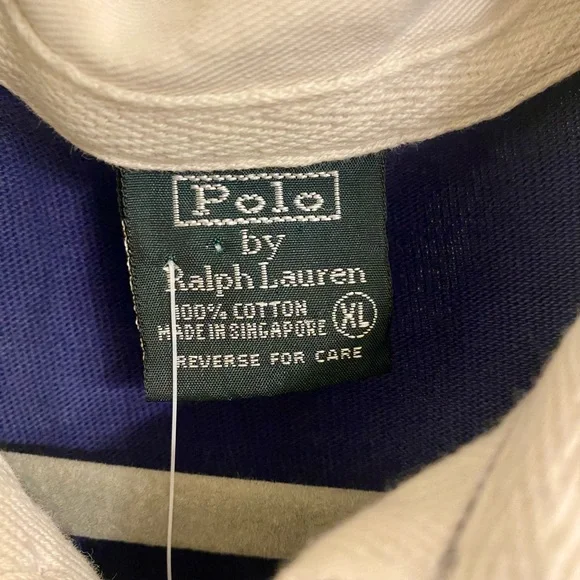 Polo
by
Ralph Lauren
100% COTTON
MADE IN SINGAPORE XL
REVERSE FOR CARE